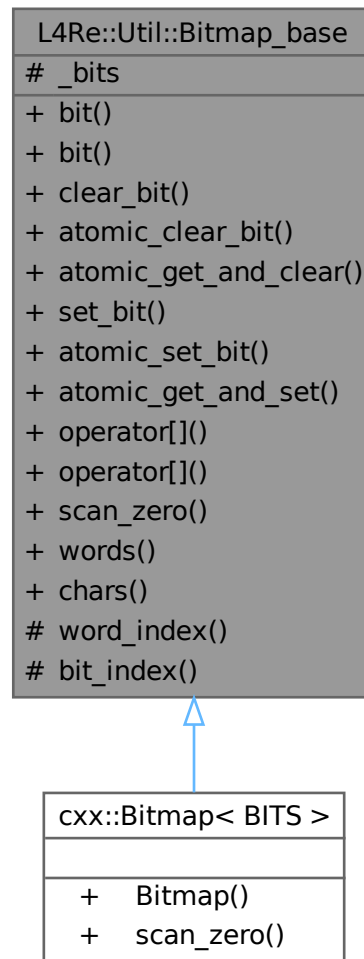 L4Re::Util::Bitmap_base
# _bits
+ bit()
+ bit()
+ clear_bit()
+ atomic_clear_bit()
+ atomic_get_and_clear()
+ set_bit()
+ atomic_set_bit()
+ atomic_get_and_set()
+ operator[]()
+ operator[]()
+ scan_zero()
+ words()
+ chars()
# word_index()
# bit_index()
cxx::Bitmap< BITS >
+ Bitmap()
+ scan_zero()